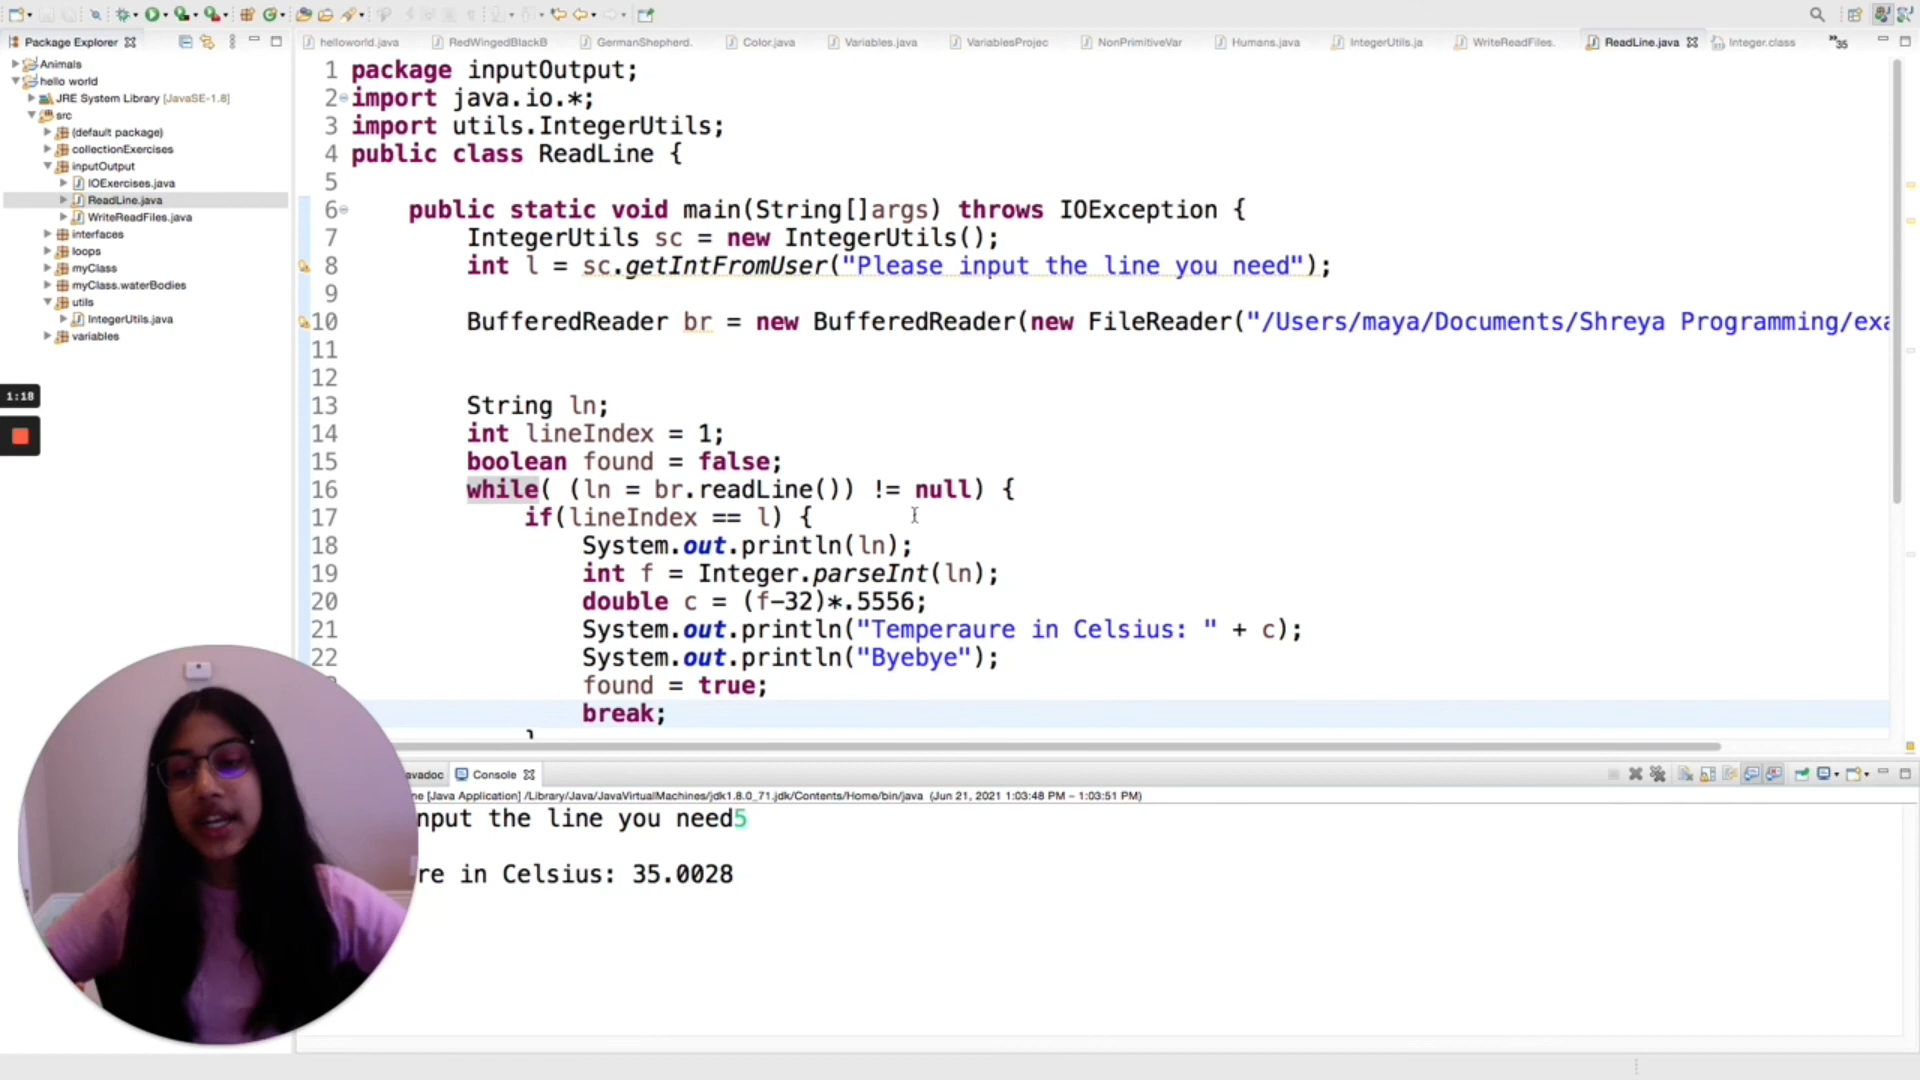 Package Explorer
helloworld.java
RedWingedBlackB
GermanShepherd.
Color.java
Variables.java
VariablesProjec
NonPrimitiveVar
Humans.java
IntegerUtils.ja
WriteReadFiles.
ReadLine.java
Integer.class
»35
Animals
hello world
JRE System Library [JavaSE-1.8]
src
(default package)
collectionExercises
inputOutput
IOExercises.java
ReadLine.java
WriteReadFiles.java
interfaces
loops
myClass
myClass.waterBodies
utils
IntegerUtils.java
variables
1:18
1 package inputOutput;
2 import java.io.*;
3 import utils.IntegerUtils;
4 public class ReadLine {
5
6 public static void main(String[]args) throws IOException {
7 IntegerUtils sc = new IntegerUtils();
8 int l = sc.getIntFromUser("Please input the line you need");
9
10 BufferedReader br = new BufferedReader(new FileReader("/Users/maya/Documents/Shreya Programming/exa
11
12
13 String ln;
14 int lineIndex = 1;
15 boolean found = false;
16 while( (ln = br.readLine()) != null) {
17 if(lineIndex == l) {
18 System.out.println(ln);
19 int f = Integer.parseInt(ln);
20 double c = (f-32)*.5556;
21 System.out.println("Temperaure in Celsius: " + c);
22 System.out.println("Byebye");
found = true;
break;
}
avadoc
Console
ne [Java Application] /Library/Java/JavaVirtualMachines/jdk1.8.0_71.jdk/Contents/Home/bin/java (Jun 21, 2021 1:03:48 PM – 1:03:51 PM)
nput the line you need5
re in Celsius: 35.0028